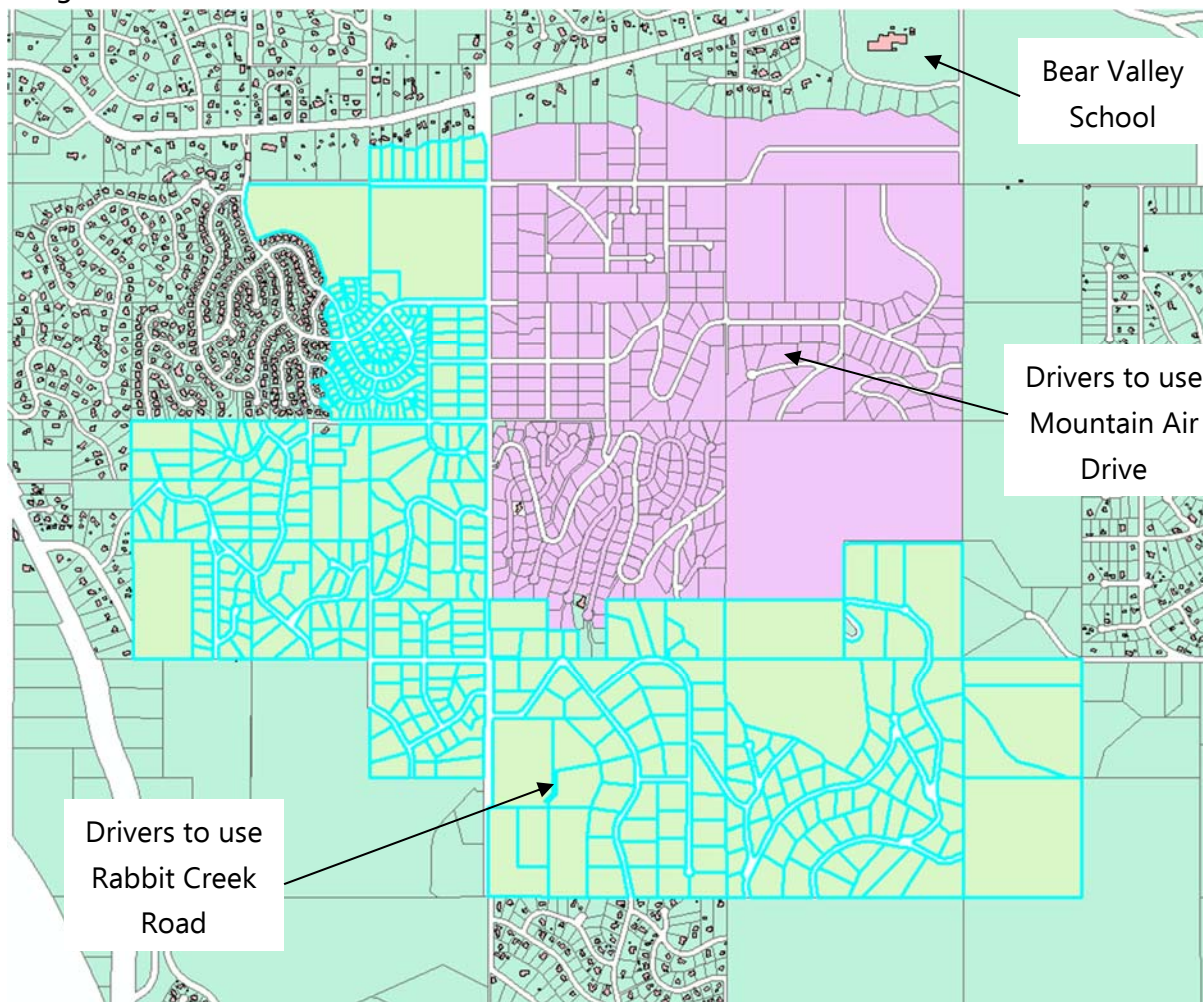 Bear Valley
School
Drivers to use
Mountain Air
Drive
Drivers to use
Rabbit Creek
Road